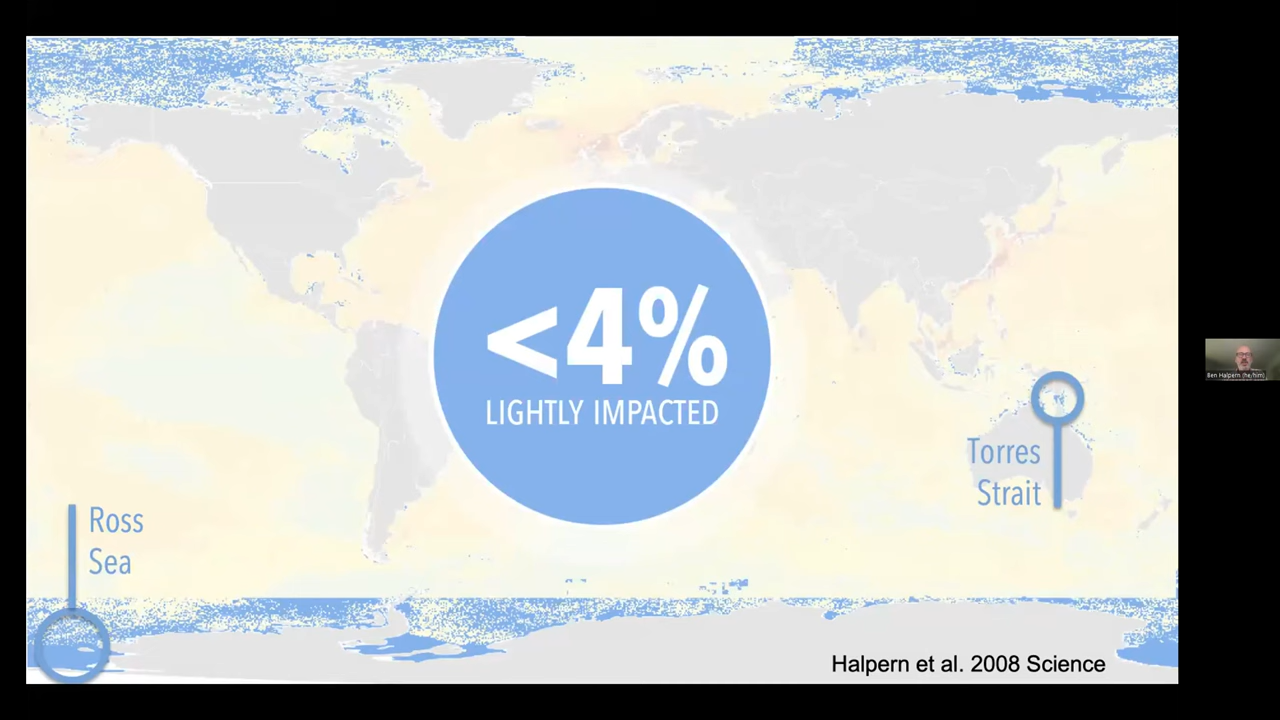 <4%
LIGHTLY IMPACTED
Torres
Strait
Ross
Sea
Halpern et al. 2008 Science
Ben Halpern (he/him)